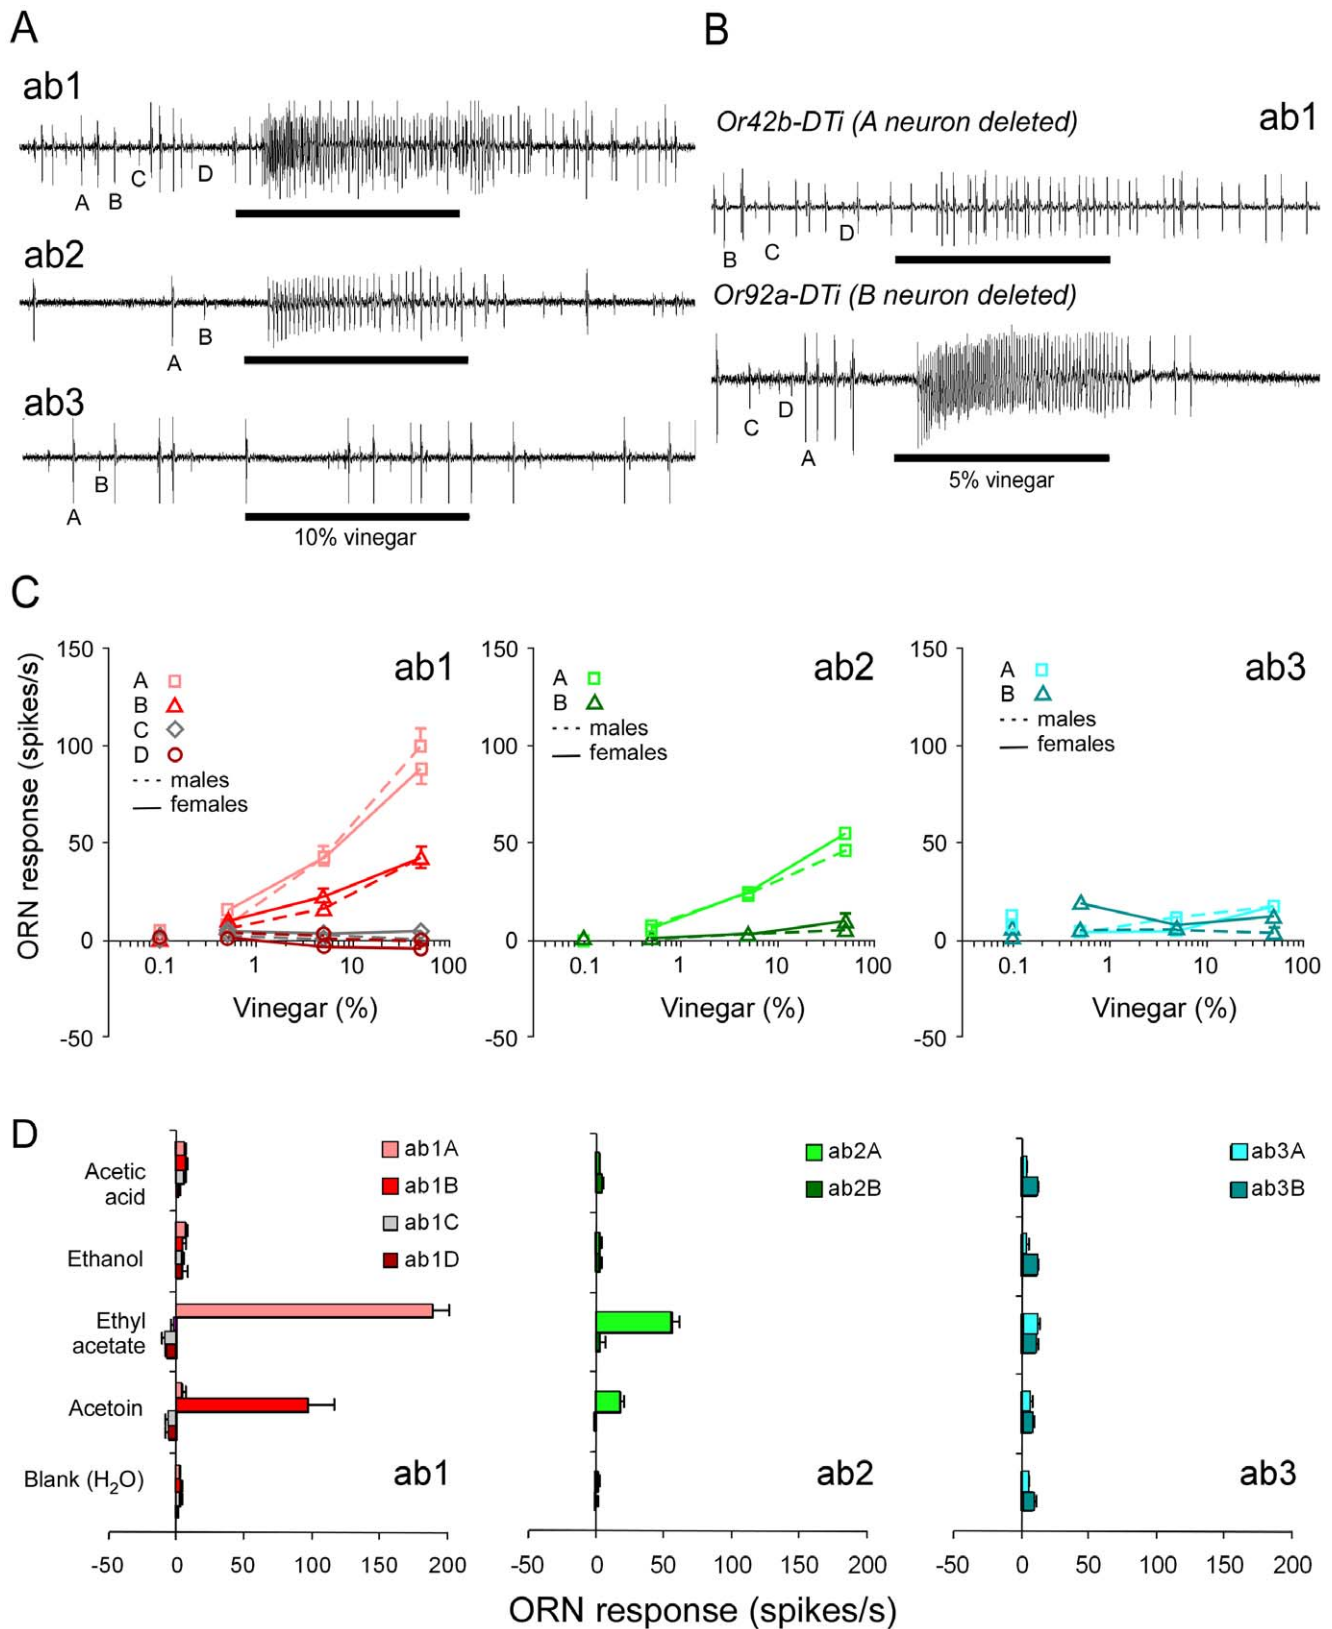 A
ab1
A B C D
ab2
A B
ab3
A B
10% vinegar
B
Or42b-DTi (A neuron deleted) ab1
B C D
Or92a-DTi (B neuron deleted)
C D A
5% vinegar
C
ORN response (spikes/s)
150
100
50
0
-50
A
B
C
D
males
females
ab1
0.1 1 10 100
Vinegar (%)
150
100
50
0
-50
A
B
males
females
ab2
0.1 1 10 100
Vinegar (%)
150
100
50
0
-50
A
B
males
females
ab3
0.1 1 10 100
Vinegar (%)
D
Acetic
acid
Ethanol
Ethyl
acetate
Acetoin
Blank (H2O)
ab1A
ab1B
ab1C
ab1D
ab1
-50 0 50 100 150 200
ab2A
ab2B
ab2
-50 0 50 100 150 200
ab3A
ab3B
ab3
-50 0 50 100 150 200
ORN response (spikes/s)